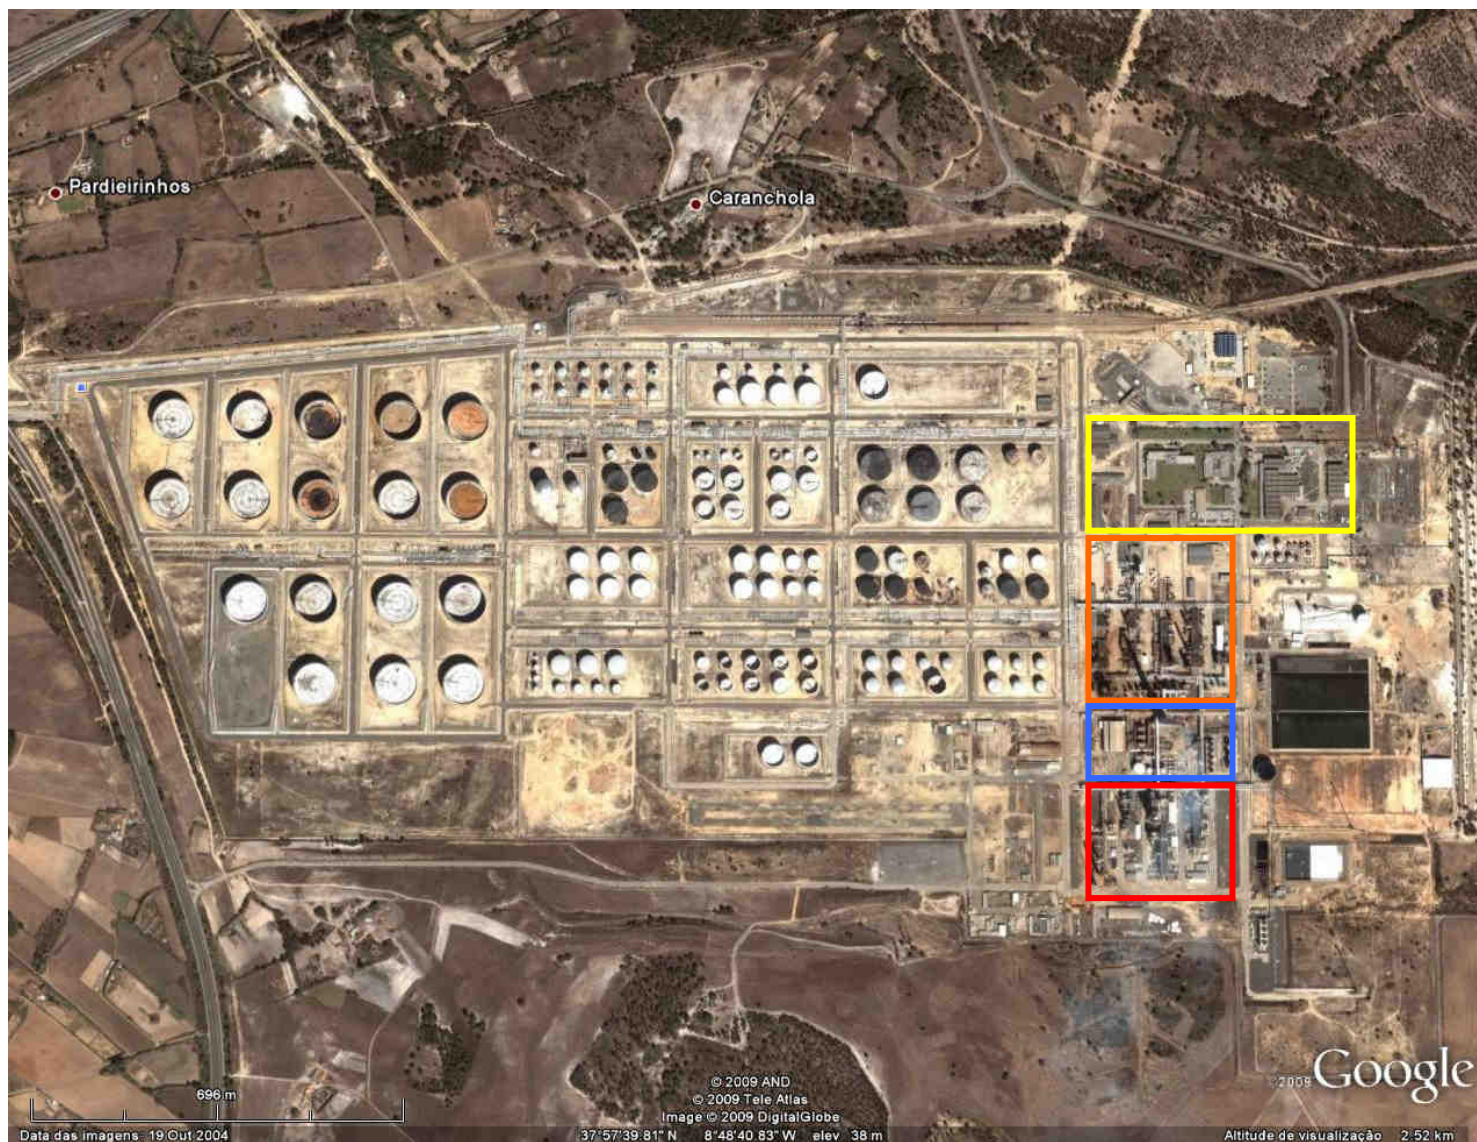 Pardieirinhos
Caranchola
696 m
© 2009 AND
© 2009 Tele Atlas
Image © 2009 DigitalGlobe
© 2009 Google
Data das imagens 19 Out 2004
37°57'39.81" N 8°48'40.83" W elev 38 m
Altitude de visualização 2.52 km